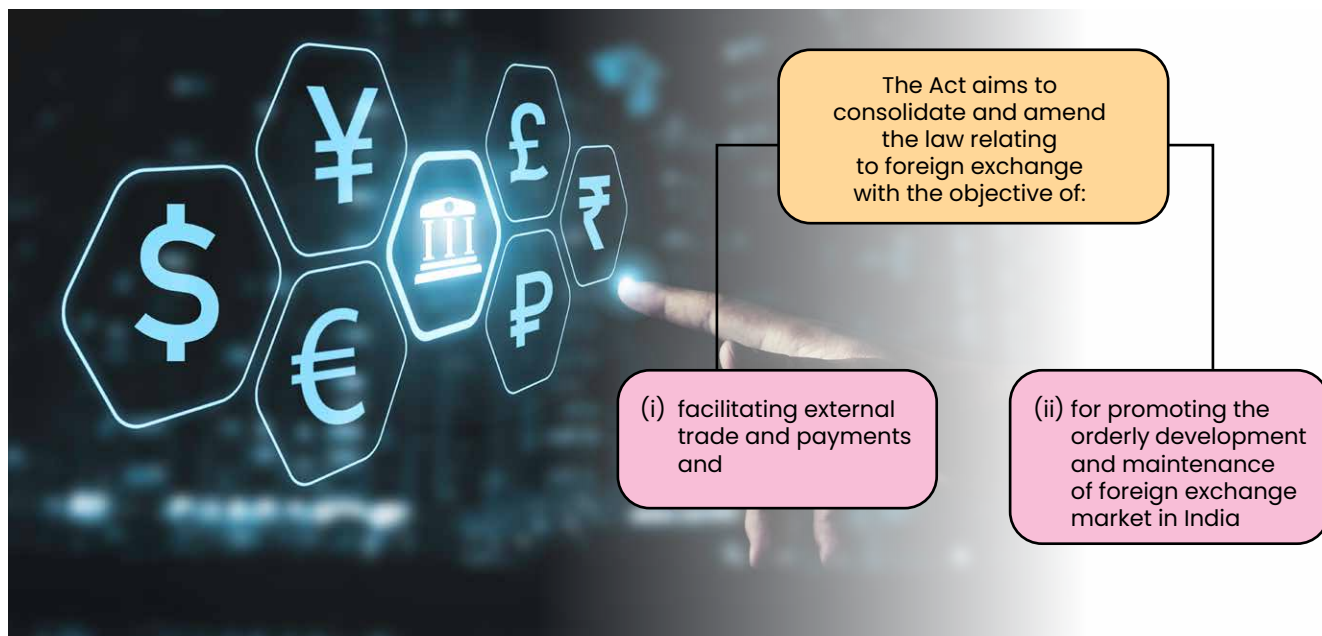 The Act aims to
consolidate and amend
the law relating
to foreign exchange
with the objective of:
¥
£
₹
$
€
₽
(i) facilitating external
trade and payments
and
(ii) for promoting the
orderly development
and maintenance
of foreign exchange
market in India